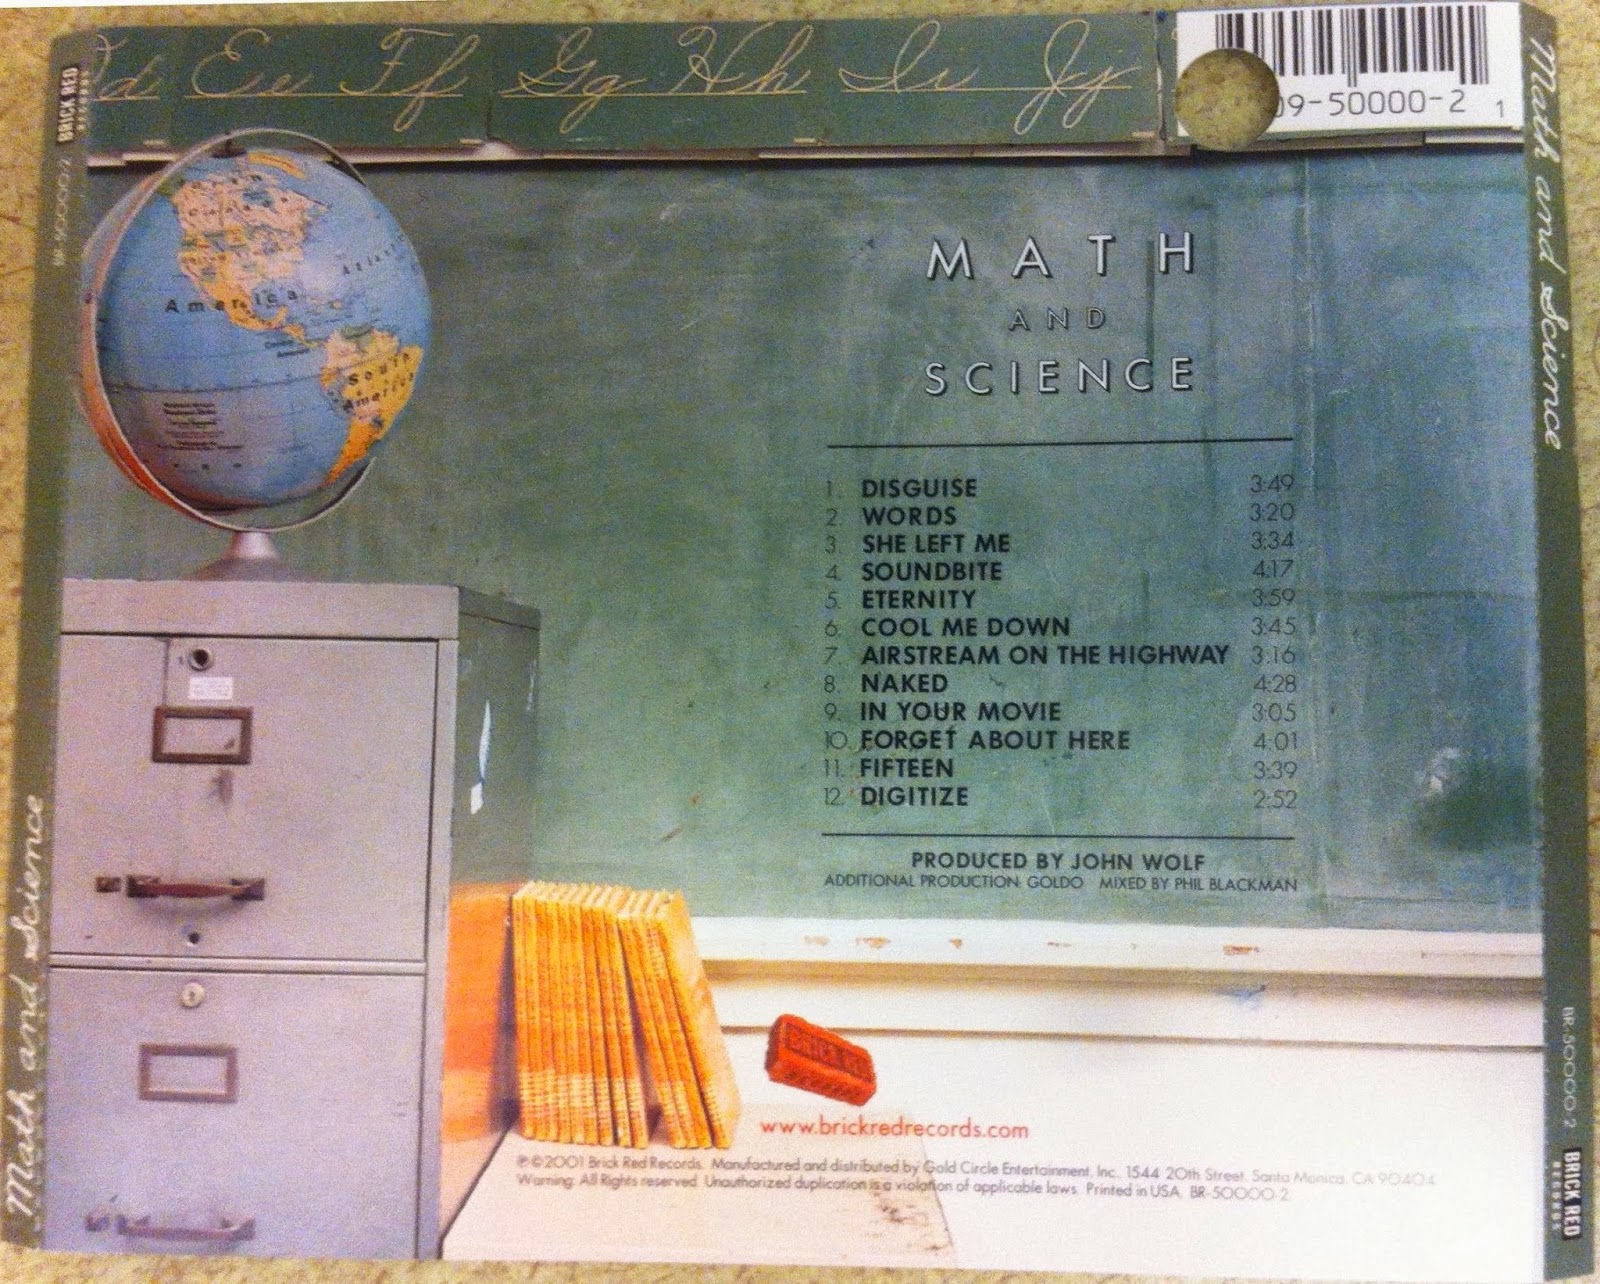 Ee Ff Gg Hh Ii Jj
09-50000-2 1
BRICK RED
RECORDS
BR-50000-2
Math and Science
Math and Science
BR-50000-2
BRICK RED
RECORDS
Atlantic
America
South
America
MATH
AND
SCIENCE
1. DISGUISE 3:49
2. WORDS 3:20
3. SHE LEFT ME 3:34
4. SOUNDBITE 4:17
5. ETERNITY 3:59
6. COOL ME DOWN 3:45
7. AIRSTREAM ON THE HIGHWAY 3:16
8. NAKED 4:28
9. IN YOUR MOVIE 3:05
10. FORGET ABOUT HERE 4:01
11. FIFTEEN 3:39
12. DIGITIZE 2:52
PRODUCED BY JOHN WOLF
ADDITIONAL PRODUCTION: GOLDO MIXED BY PHIL BLACKMAN
BRICK RED
RECORDS
www.brickredrecords.com
℗©2001 Brick Red Records. Manufactured and distributed by Gold Circle Entertainment, Inc., 1544 20th Street, Santa Monica, CA 90404
Warning: All Rights reserved. Unauthorized duplication is a violation of applicable laws. Printed in USA. BR-50000-2